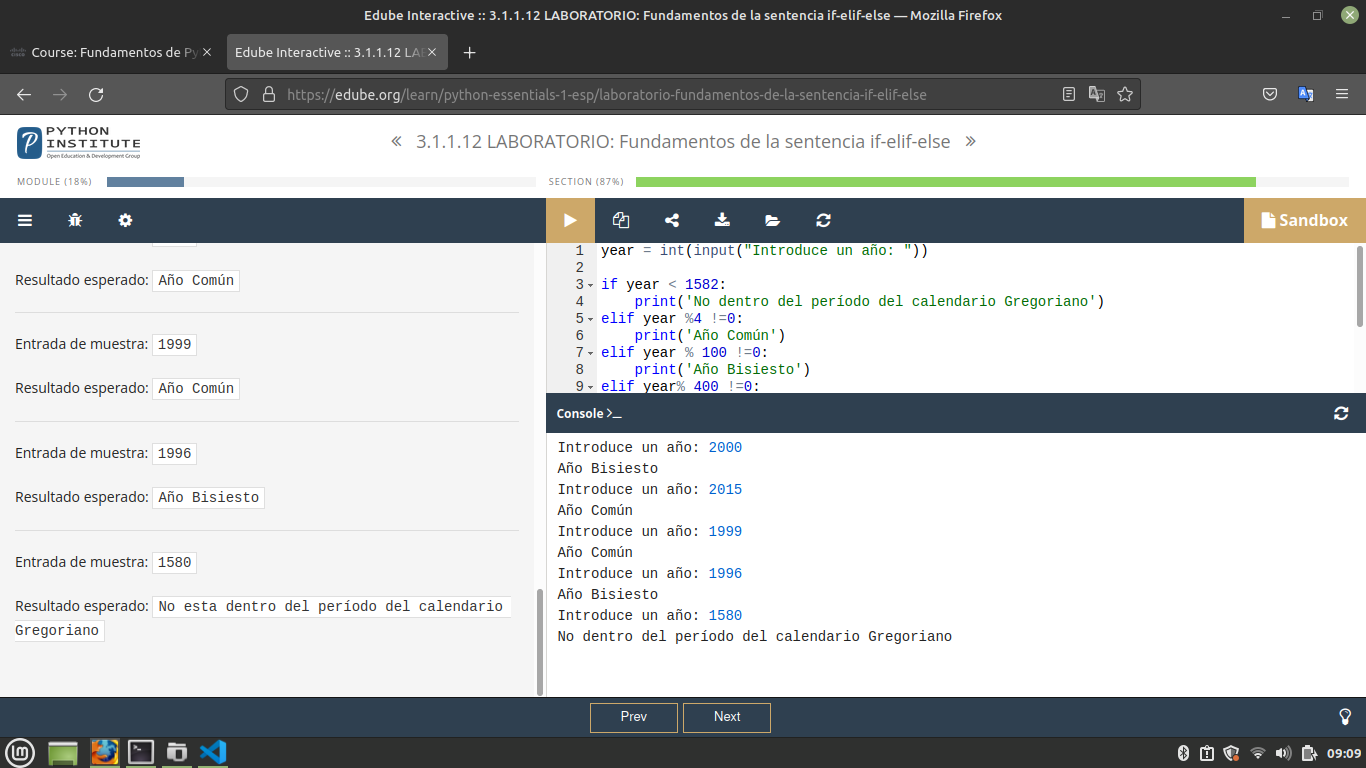 Edube Interactive :: 3.1.1.12 LABORATORIO: Fundamentos de la sentencia if-elif-else — Mozilla Firefox
Course: Fundamentos de Py
Edube Interactive :: 3.1.1.12 LA
https://edube.org/learn/python-essentials-1-esp/laboratorio-fundamentos-de-la-sentencia-if-elif-else
PYTHON
INSTITUTE
Open Education & Development Group
« 3.1.1.12 LABORATORIO: Fundamentos de la sentencia if-elif-else »
MODULE (18%)
SECTION (87%)
Sandbox
Resultado esperado: Año Común
Entrada de muestra: 1999
Resultado esperado: Año Común
Entrada de muestra: 1996
Resultado esperado: Año Bisiesto
Entrada de muestra: 1580
Resultado esperado: No esta dentro del período del calendario
Gregoriano
1 year = int(input("Introduce un año: "))
2
3 if year < 1582:
4     print('No dentro del período del calendario Gregoriano')
5 elif year %4 !=0:
6     print('Año Común')
7 elif year % 100 !=0:
8     print('Año Bisiesto')
9 elif year% 400 !=0:
Console >_
Introduce un año: 2000
Año Bisiesto
Introduce un año: 2015
Año Común
Introduce un año: 1999
Año Común
Introduce un año: 1996
Año Bisiesto
Introduce un año: 1580
No dentro del período del calendario Gregoriano
Prev
Next
09:09